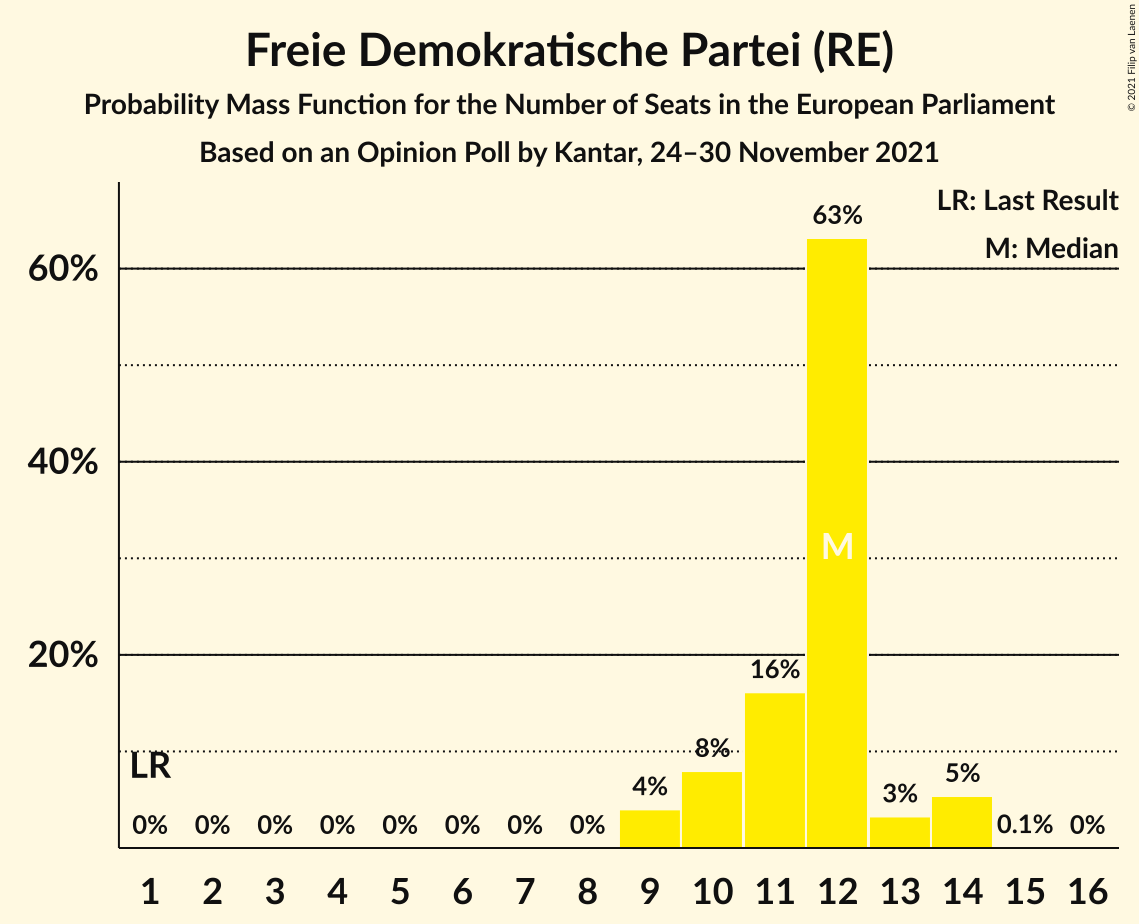 Freie Demokratische Partei (RE)
Probability Mass Function for the Number of Seats in the European Parliament
Based on an Opinion Poll by Kantar, 24–30 November 2021
© 2021 Filip van Laenen
LR: Last Result
M: Median
60%
40%
20%
LR
M
0% 0% 0% 0% 0% 0% 0% 0% 4% 8% 16% 63% 3% 5% 0.1% 0%
1 2 3 4 5 6 7 8 9 10 11 12 13 14 15 16